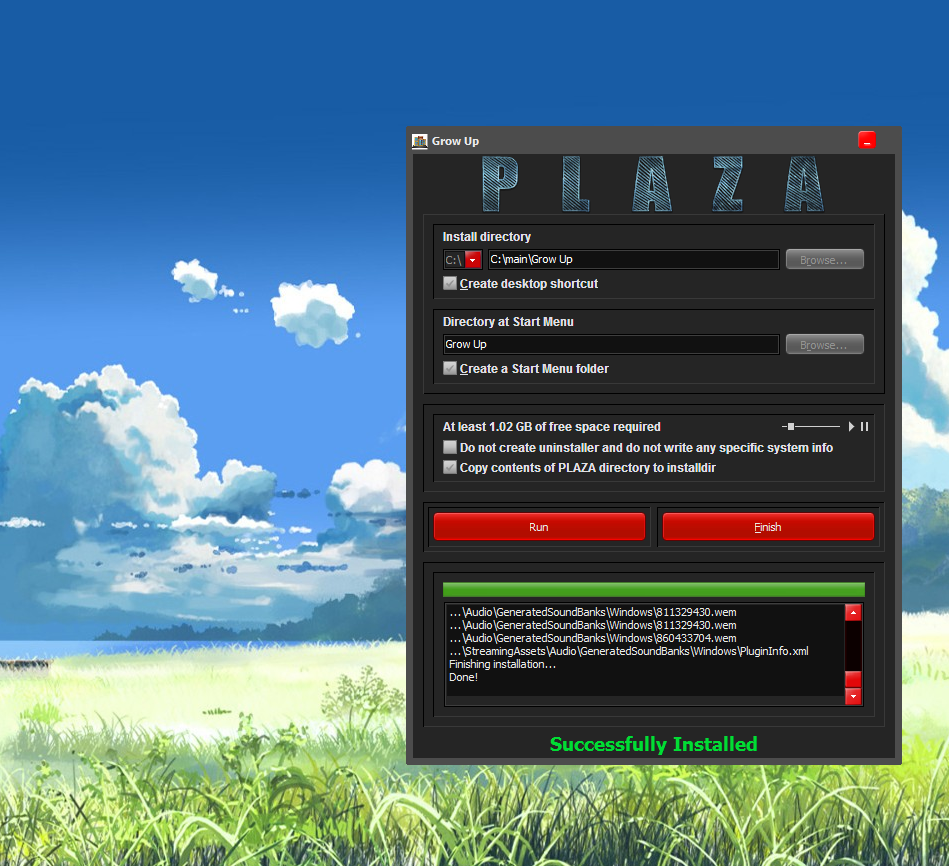 Grow Up
PLAZA
Install directory
C:\ C:\main\Grow Up Browse...
Create desktop shortcut
Directory at Start Menu
Grow Up Browse...
Create a Start Menu folder
At least 1.02 GB of free space required
Do not create uninstaller and do not write any specific system info
Copy contents of PLAZA directory to installdir
Run Finish
...\Audio\GeneratedSoundBanks\Windows\811329430.wem
...\Audio\GeneratedSoundBanks\Windows\811329430.wem
...\Audio\GeneratedSoundBanks\Windows\860433704.wem
...\StreamingAssets\Audio\GeneratedSoundBanks\Windows\PluginInfo.xml
Finishing installation...
Done!
Successfully Installed